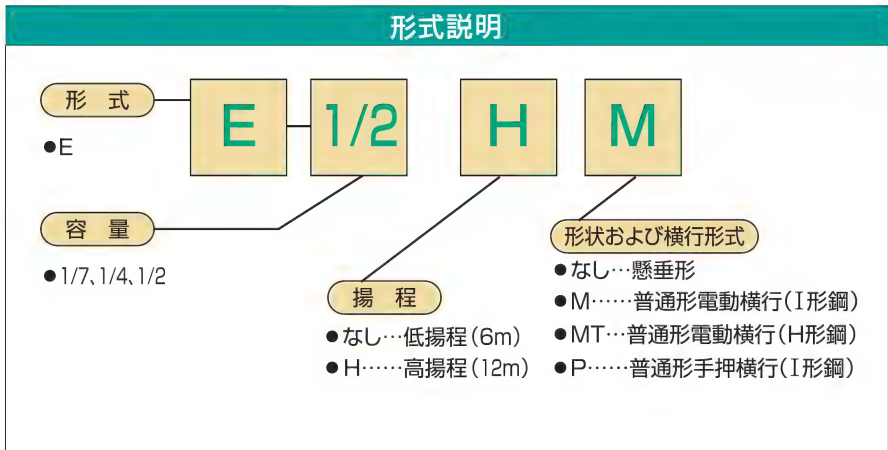 形式説明
形 式
E-1/2 H M
●E
容 量
●1/7、1/4、1/2
揚 程
●なし…低揚程(6m)
●H……高揚程(12m)
形状および横行形式
●なし…懸垂形
●M……普通形電動横行(I形鋼)
●MT…普通形電動横行(H形鋼)
●P……普通形手押横行(I形鋼)